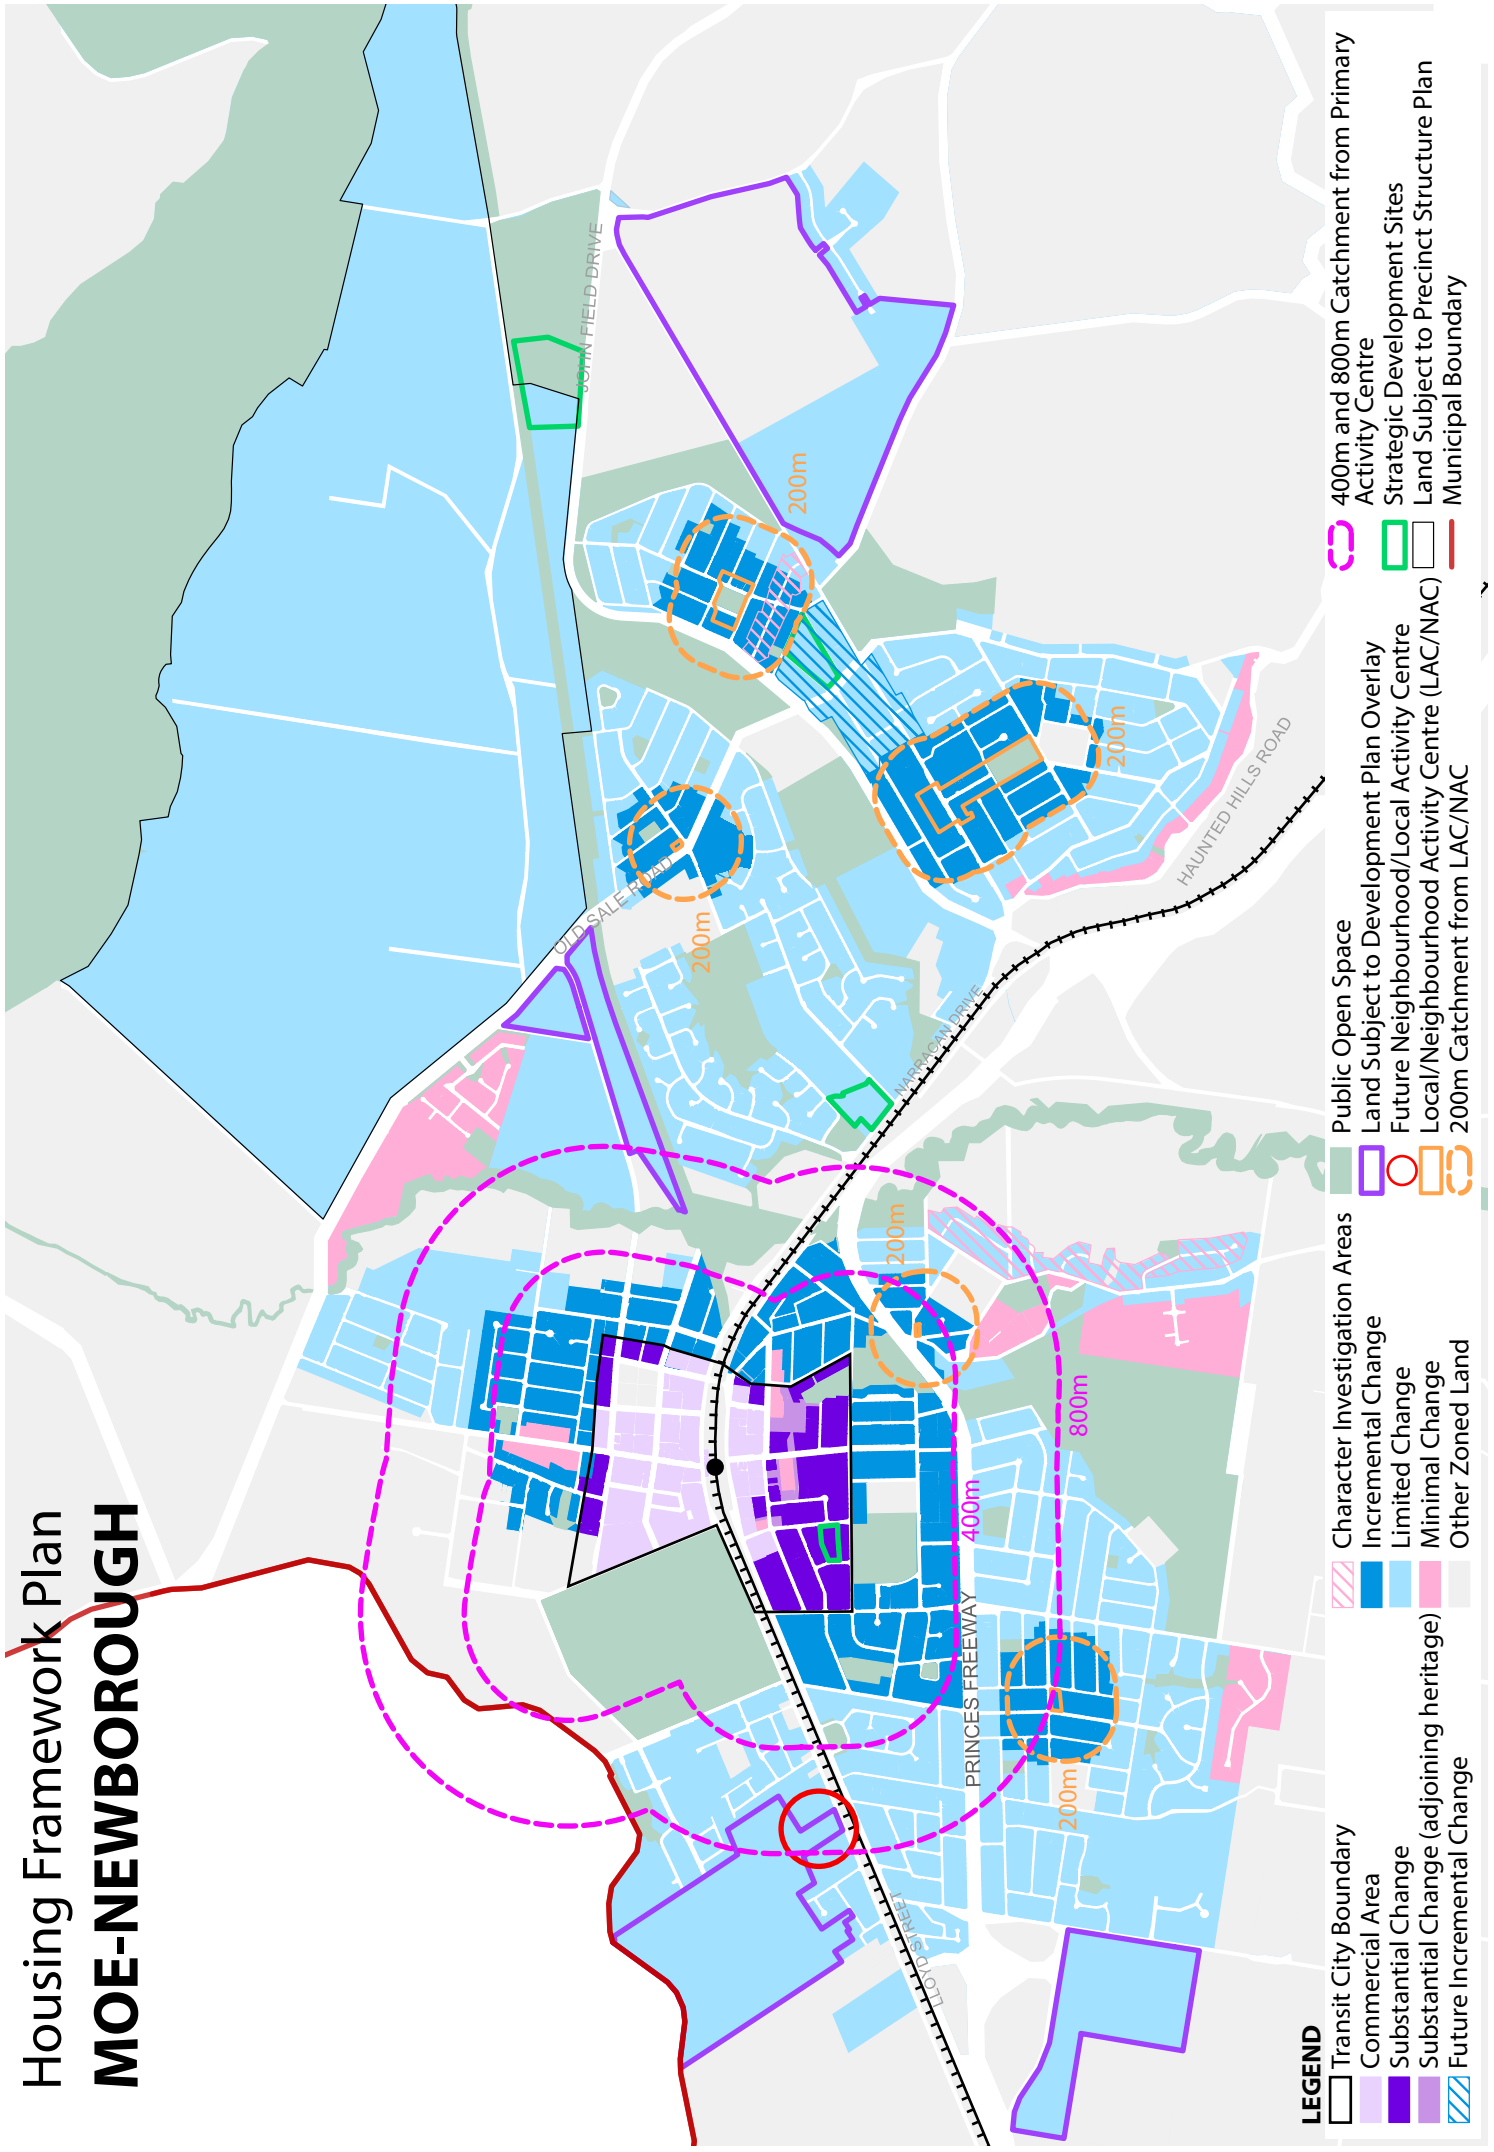 Housing Framework Plan
MOE-NEWBOROUGH
JOHN FIELD DRIVE
OLD SALE ROAD
NARRACAN DRIVE
HAUNTED HILLS ROAD
PRINCES FREEWAY
LLOYD STREET
200m
200m
200m
200m
200m
400m
800m
LEGEND
Transit City Boundary
Commercial Area
Substantial Change
Substantial Change (adjoining heritage)
Future Incremental Change
Character Investigation Areas
Incremental Change
Limited Change
Minimal Change
Other Zoned Land
Public Open Space
Land Subject to Development Plan Overlay
Future Neighbourhood/Local Activity Centre
Local/Neighbourhood Activity Centre (LAC/NAC)
200m Catchment from LAC/NAC
400m and 800m Catchment from Primary
Activity Centre
Strategic Development Sites
Land Subject to Precinct Structure Plan
Municipal Boundary